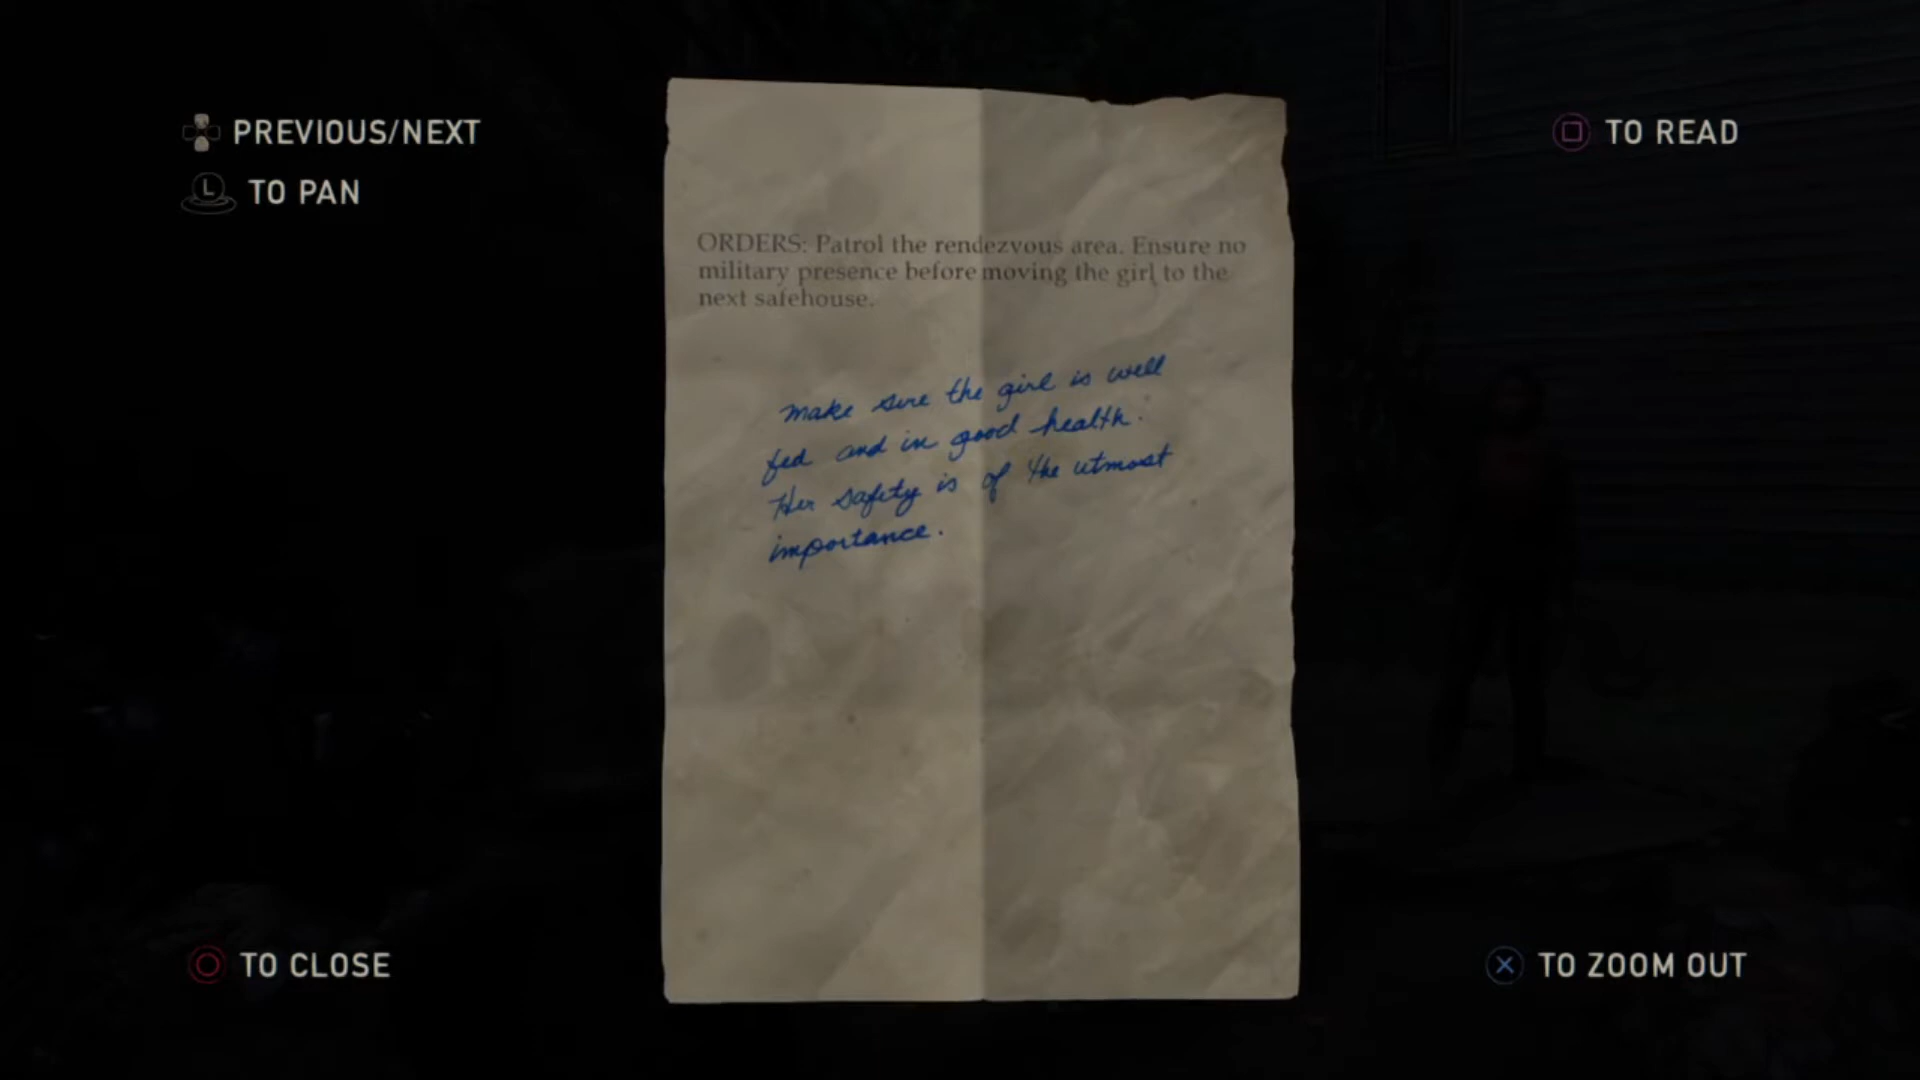 PREVIOUS/NEXT
L TO PAN
TO READ
ORDERS: Patrol the rendezvous area. Ensure no
military presence before moving the girl to the
next safehouse.
make sure the girl is well
fed and in good health.
Her safety is of the utmost
importance.
TO CLOSE
TO ZOOM OUT